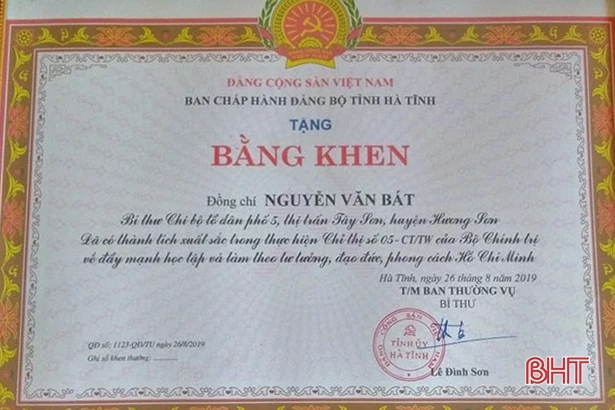 ĐẢNG CỘNG SẢN VIỆT NAM
BAN CHẤP HÀNH ĐẢNG BỘ TỈNH HÀ TĨNH
TẶNG
BẰNG KHEN
Đồng chí NGUYỄN VĂN BÁT
Bí thư Chi bộ tổ dân phố 5, thị trấn Tây Sơn, huyện Hương Sơn
Đã có thành tích xuất sắc trong thực hiện Chỉ thị số 05 - CT/TW của Bộ Chính trị
về đẩy mạnh học tập và làm theo tư tưởng, đạo đức, phong cách Hồ Chí Minh
Hà Tĩnh, ngày 26 tháng 8 năm 2019
T/M BAN THƯỜNG VỤ
BÍ THƯ
ĐẢNG CỘNG SẢN VIỆT NAM
TỈNH ỦY
HÀ TĨNH
QĐ số: 1123-QĐ/TU ngày 26/8/2019
Ghi sổ khen thưởng: ..........
Lê Đình Sơn
BHT